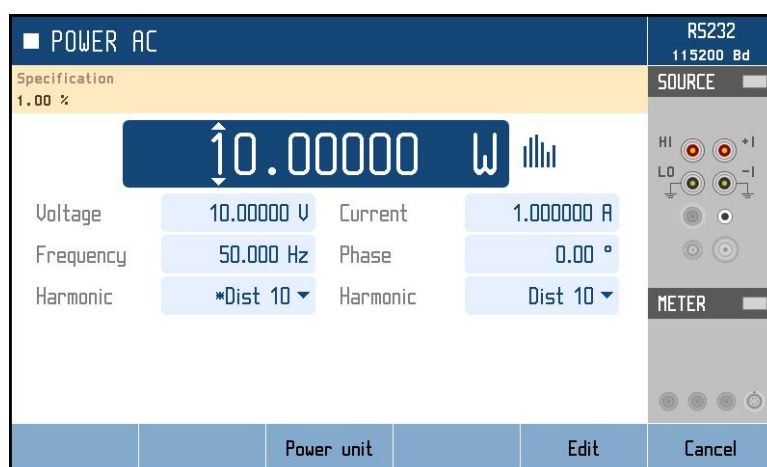 POWER AC
RS232
115200 Bd
Specification
1.00 %
SOURCE
10.00000 W
HI +I
LO -I
Voltage 10.00000 V Current 1.000000 A
Frequency 50.000 Hz Phase 0.00 °
Harmonic *Dist 10 Harmonic Dist 10
METER
Power unit Edit Cancel